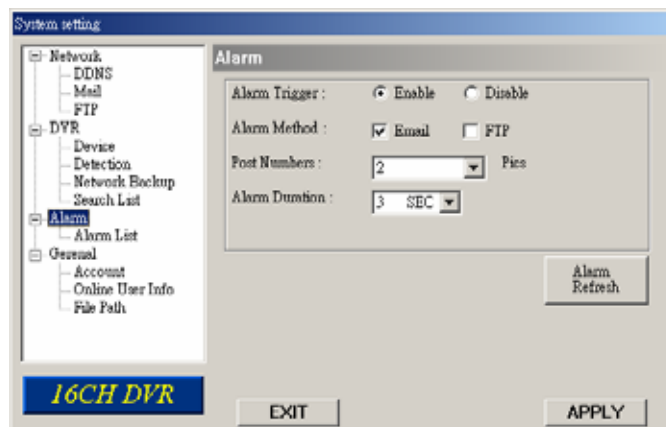 System setting
Network
DDNS
Mail
FTP
DVR
Device
Detection
Network Backup
Search List
Alarm
Alarm List
Gerenal
Account
Online User Info
File Path
16CH DVR
Alarm
Alarm Trigger : Enable Disable
Alarm Method : Email FTP
Post Numbers : 2 Pics
Alarm Duration : 3 SEC
Alarm
Refresh
EXIT APPLY